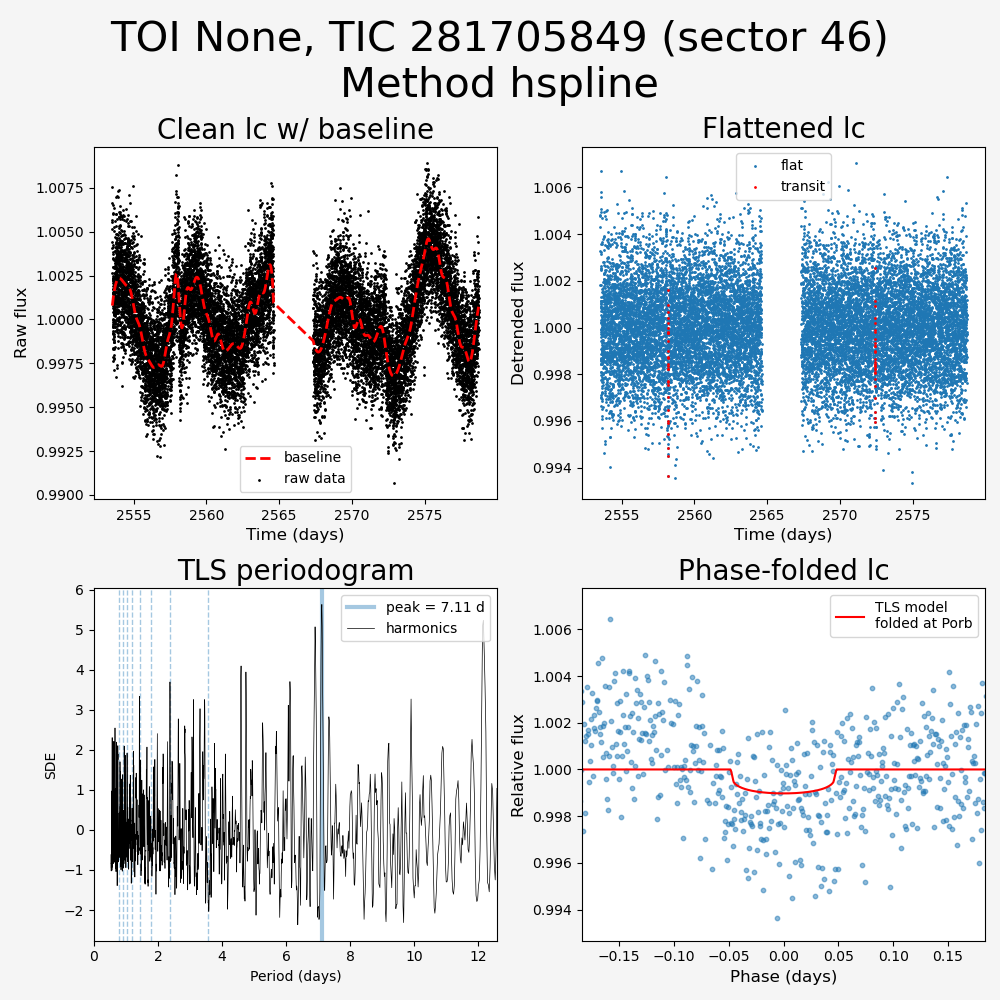 TOI None, TIC 281705849 (sector 46)
Method hspline
Clean lc w/ baseline
Raw flux
1.0075
1.0050
1.0025
1.0000
0.9975
0.9950
0.9925
0.9900
baseline
raw data
2555
2560
2565
2570
2575
Time (days)
Flattened lc
Detrended flux
1.006
1.004
1.002
1.000
0.998
0.996
0.994
flat
transit
2555
2560
2565
2570
2575
Time (days)
TLS periodogram
SDE
6
5
4
3
2
1
0
−1
−2
peak = 7.11 d
harmonics
0
2
4
6
8
10
12
Period (days)
Phase-folded lc
Relative flux
1.006
1.004
1.002
1.000
0.998
0.996
0.994
TLS model
folded at Porb
−0.15
−0.10
−0.05
0.00
0.05
0.10
0.15
Phase (days)